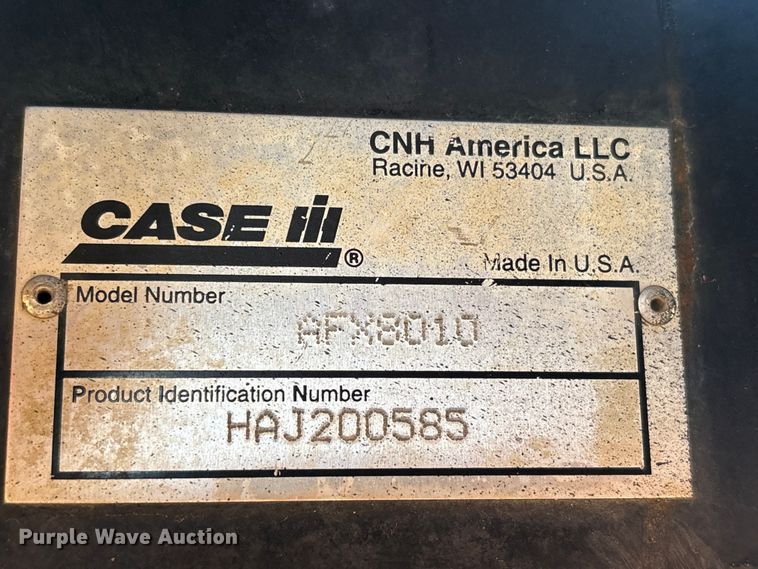 CNH America LLC
Racine, WI 53404 U.S.A.
CASE IH ®
Made In U.S.A.
Model Number
AFX8010
Product Identification Number
HAJ200585
Purple Wave Auction